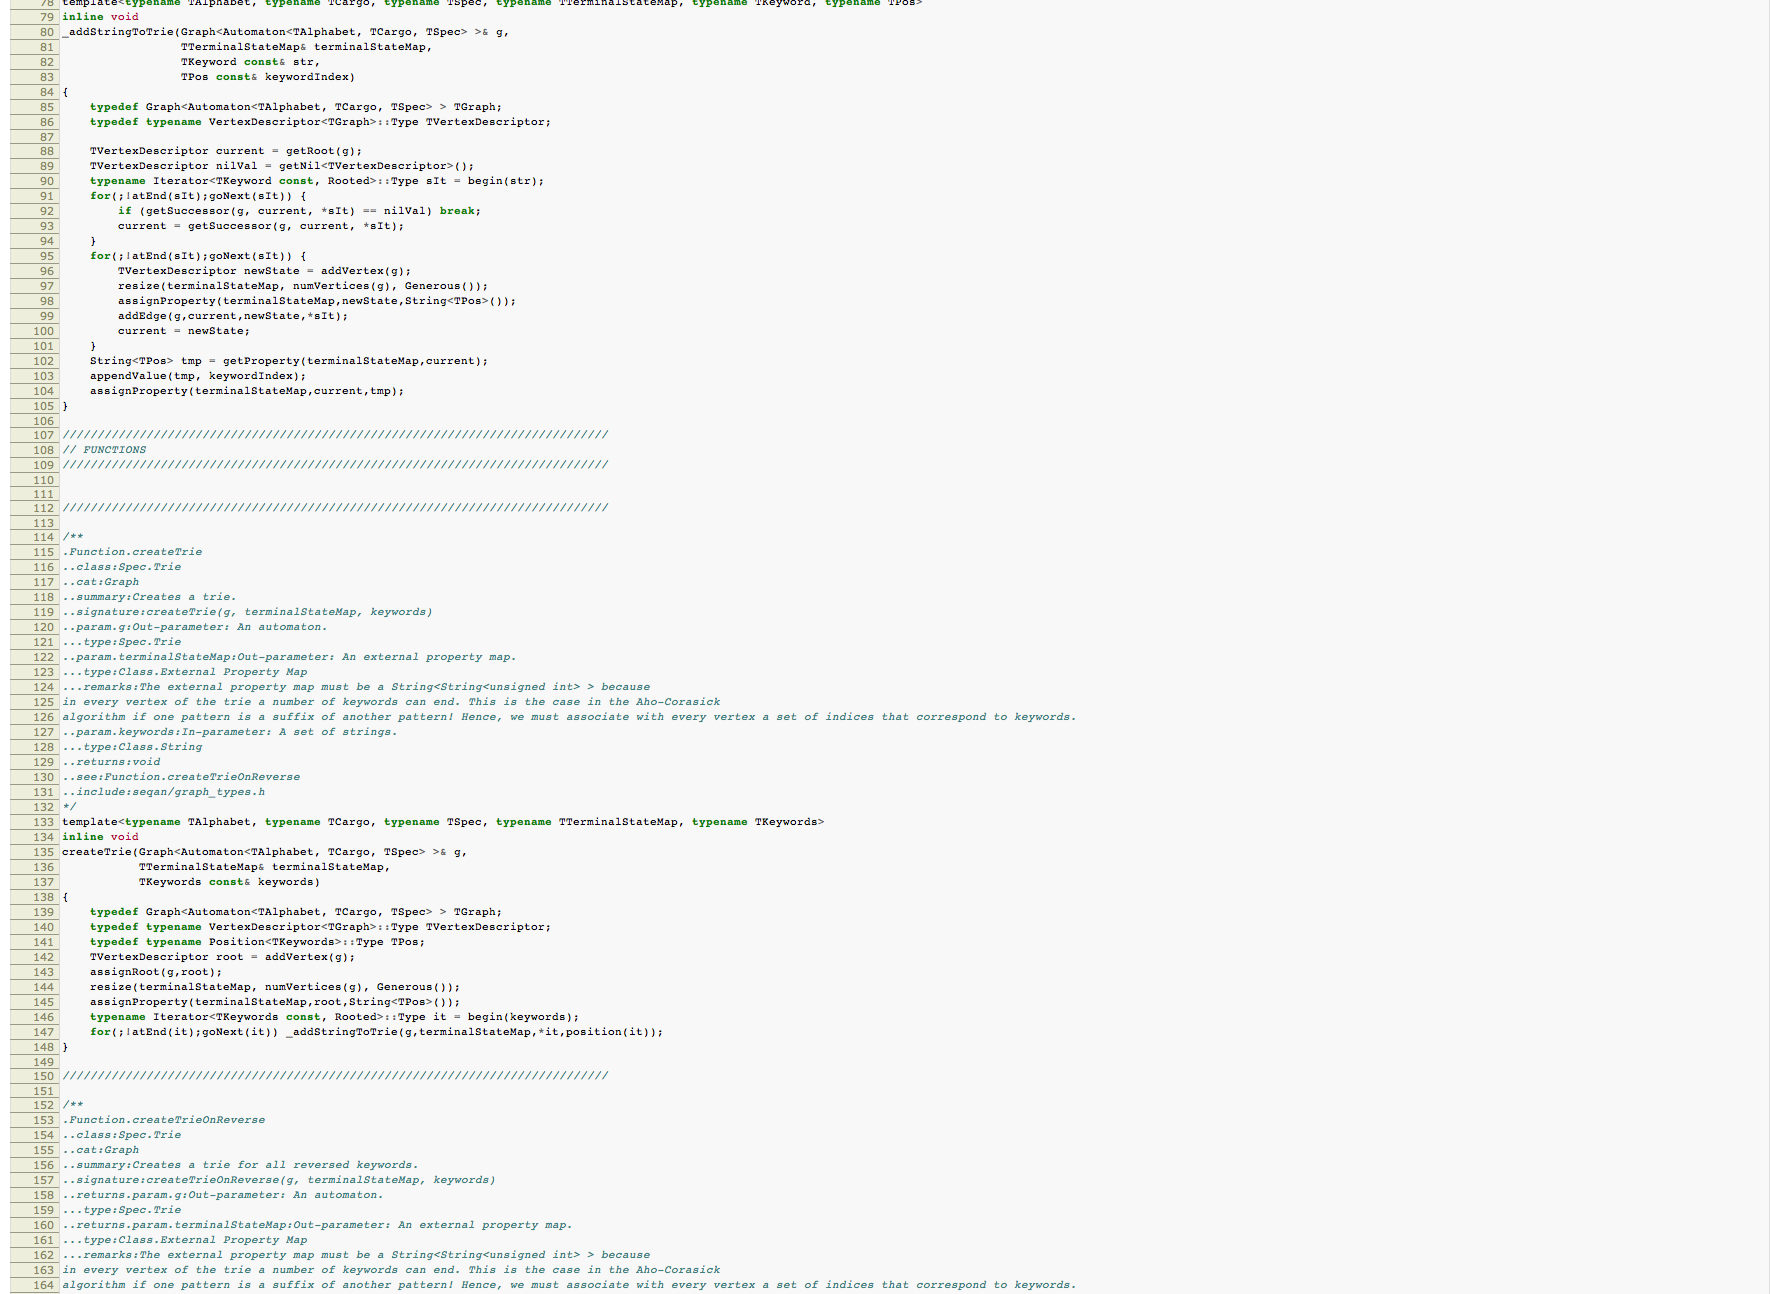 78 template<typename TAlphabet, typename TCargo, typename TSpec, typename TTerminalStateMap, typename TKeyword, typename TPos>
79 inline void
80 _addStringToTrie(Graph<Automaton<TAlphabet, TCargo, TSpec> >& g,
81 TTerminalStateMap& terminalStateMap,
82 TKeyword const& str,
83 TPos const& keywordIndex)
84 {
85 typedef Graph<Automaton<TAlphabet, TCargo, TSpec> > TGraph;
86 typedef typename VertexDescriptor<TGraph>::Type TVertexDescriptor;
87
88 TVertexDescriptor current = getRoot(g);
89 TVertexDescriptor nilVal = getNil<TVertexDescriptor>();
90 typename Iterator<TKeyword const, Rooted>::Type sIt = begin(str);
91 for(;!atEnd(sIt);goNext(sIt)) {
92 if (getSuccessor(g, current, *sIt) == nilVal) break;
93 current = getSuccessor(g, current, *sIt);
94 }
95 for(;!atEnd(sIt);goNext(sIt)) {
96 TVertexDescriptor newState = addVertex(g);
97 resize(terminalStateMap, numVertices(g), Generous());
98 assignProperty(terminalStateMap,newState,String<TPos>());
99 addEdge(g,current,newState,*sIt);
100 current = newState;
101 }
102 String<TPos> tmp = getProperty(terminalStateMap,current);
103 appendValue(tmp, keywordIndex);
104 assignProperty(terminalStateMap,current,tmp);
105 }
106
107 //////////////////////////////////////////////////////////////////////////////
108 // FUNCTIONS
109 //////////////////////////////////////////////////////////////////////////////
110
111
112 //////////////////////////////////////////////////////////////////////////////
113
114 /**
115 .Function.createTrie
116 ..class:Spec.Trie
117 ..cat:Graph
118 ..summary:Creates a trie.
119 ..signature:createTrie(g, terminalStateMap, keywords)
120 ..param.g:Out-parameter: An automaton.
121 ...type:Spec.Trie
122 ..param.terminalStateMap:Out-parameter: An external property map.
123 ...type:Class.External Property Map
124 ...remarks:The external property map must be a String<String<unsigned int> > because
125 in every vertex of the trie a number of keywords can end. This is the case in the Aho-Corasick
126 algorithm if one pattern is a suffix of another pattern! Hence, we must associate with every vertex a set of indices that correspond to keywords.
127 ..param.keywords:In-parameter: A set of strings.
128 ...type:Class.String
129 ..returns:void
130 ..see:Function.createTrieOnReverse
131 ..include:seqan/graph_types.h
132 */
133 template<typename TAlphabet, typename TCargo, typename TSpec, typename TTerminalStateMap, typename TKeywords>
134 inline void
135 createTrie(Graph<Automaton<TAlphabet, TCargo, TSpec> >& g,
136 TTerminalStateMap& terminalStateMap,
137 TKeywords const& keywords)
138 {
139 typedef Graph<Automaton<TAlphabet, TCargo, TSpec> > TGraph;
140 typedef typename VertexDescriptor<TGraph>::Type TVertexDescriptor;
141 typedef typename Position<TKeywords>::Type TPos;
142 TVertexDescriptor root = addVertex(g);
143 assignRoot(g,root);
144 resize(terminalStateMap, numVertices(g), Generous());
145 assignProperty(terminalStateMap,root,String<TPos>());
146 typename Iterator<TKeywords const, Rooted>::Type it = begin(keywords);
147 for(;!atEnd(it);goNext(it)) _addStringToTrie(g,terminalStateMap,*it,position(it));
148 }
149
150 //////////////////////////////////////////////////////////////////////////////
151
152 /**
153 .Function.createTrieOnReverse
154 ..class:Spec.Trie
155 ..cat:Graph
156 ..summary:Creates a trie for all reversed keywords.
157 ..signature:createTrieOnReverse(g, terminalStateMap, keywords)
158 ..returns.param.g:Out-parameter: An automaton.
159 ...type:Spec.Trie
160 ..returns.param.terminalStateMap:Out-parameter: An external property map.
161 ...type:Class.External Property Map
162 ...remarks:The external property map must be a String<String<unsigned int> > because
163 in every vertex of the trie a number of keywords can end. This is the case in the Aho-Corasick
164 algorithm if one pattern is a suffix of another pattern! Hence, we must associate with every vertex a set of indices that correspond to keywords.